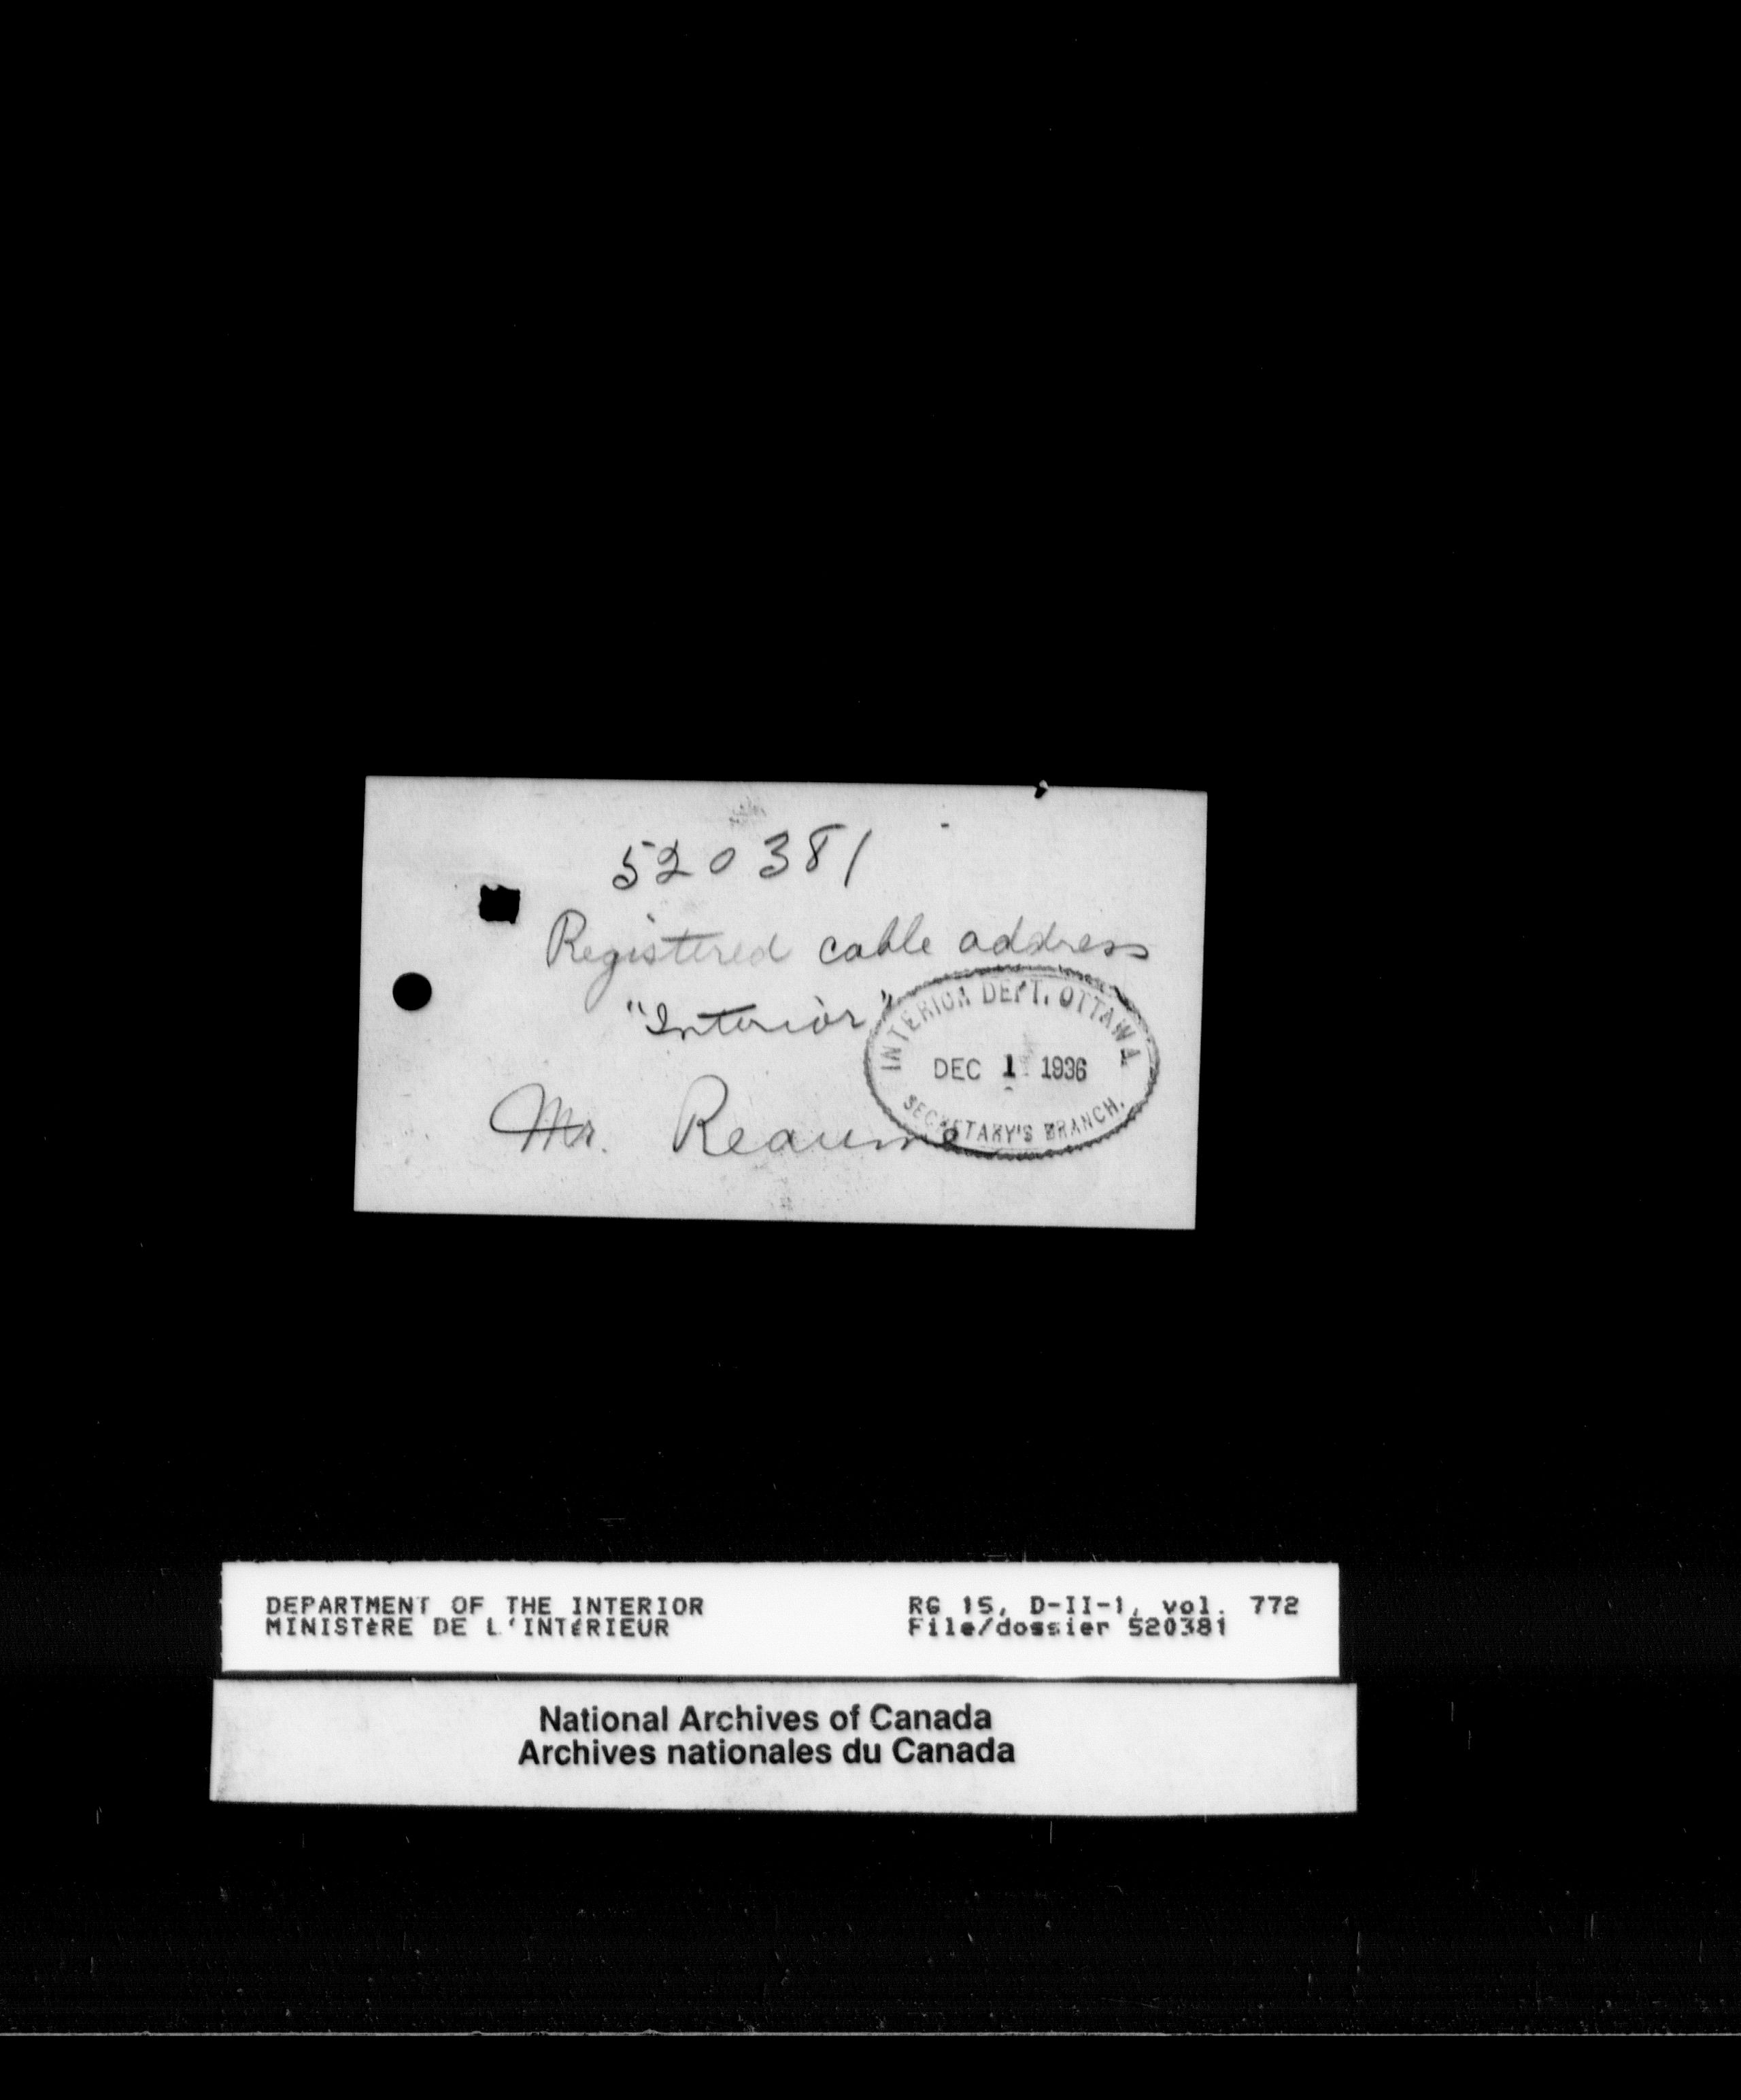 520381
Registered cable address
"Interior"
INTERIOR DEPT. OTTAWA
DEC 1 1936
SECRETARY'S BRANCH.
Mr. Reaume
DEPARTMENT OF THE INTERIOR
MINISTèRE DE L'INTéRIEUR
RG 15, D-II-1, vol. 772
File/dossier 520381
National Archives of Canada
Archives nationales du Canada